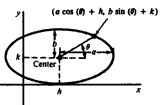 y
(a cos (θ) + h, b sin (θ) + k)
b
θ
a
k
Center
h
x